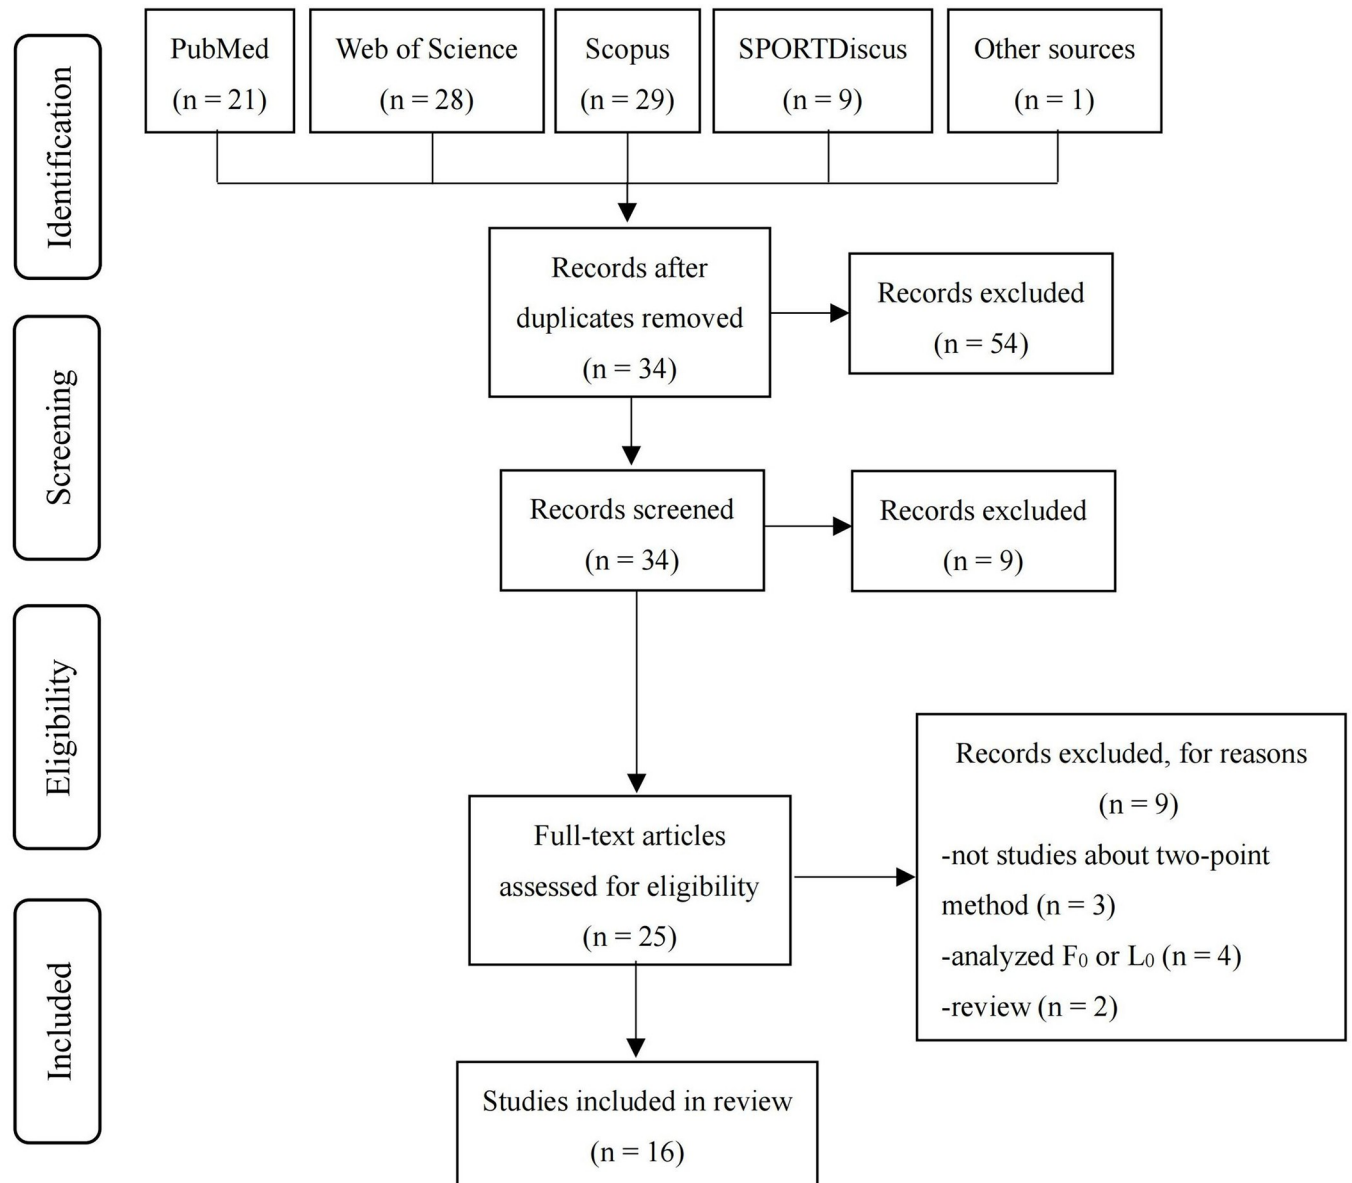 PubMed
(n = 21)
Web of Science
(n = 28)
Scopus
(n = 29)
SPORTDiscus
(n = 9)
Other sources
(n = 1)
Identification
Records after
duplicates removed
(n = 34)
Records excluded
(n = 54)
Screening
Records screened
(n = 34)
Records excluded
(n = 9)
Eligibility
Full-text articles
assessed for eligibility
(n = 25)
Records excluded, for reasons
(n = 9)
-not studies about two-point
method (n = 3)
-analyzed F₀ or L₀ (n = 4)
-review (n = 2)
Included
Studies included in review
(n = 16)